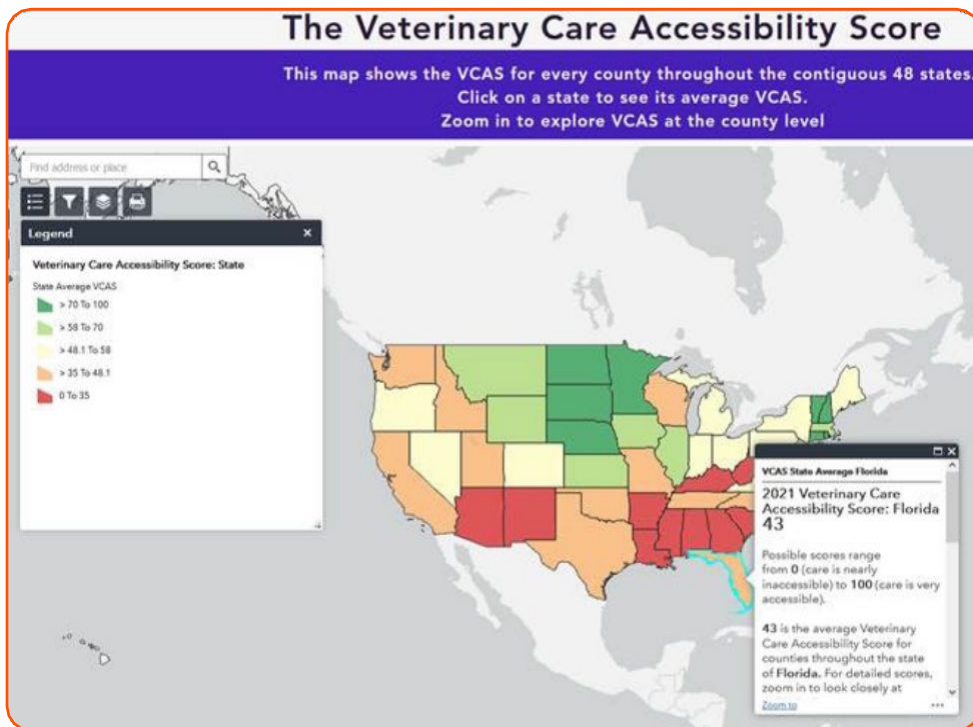 The Veterinary Care Accessibility Score
This map shows the VCAS for every county throughout the contiguous 48 states.
Click on a state to see its average VCAS.
Zoom in to explore VCAS at the county level
Find address or place
Legend
Veterinary Care Accessibility Score: State
State Average VCAS
> 70 To 100
> 58 To 70
> 48.1 To 58
> 35 To 48.1
0 To 35
VCAS State Average Florida
2021 Veterinary Care
Accessibility Score: Florida
43
Possible scores range
from 0 (care is nearly
inaccessible) to 100 (care is very
accessible).
43 is the average Veterinary
Care Accessibility Score for
counties throughout the state
of Florida. For detailed scores,
zoom in to look closely at
Zoom to